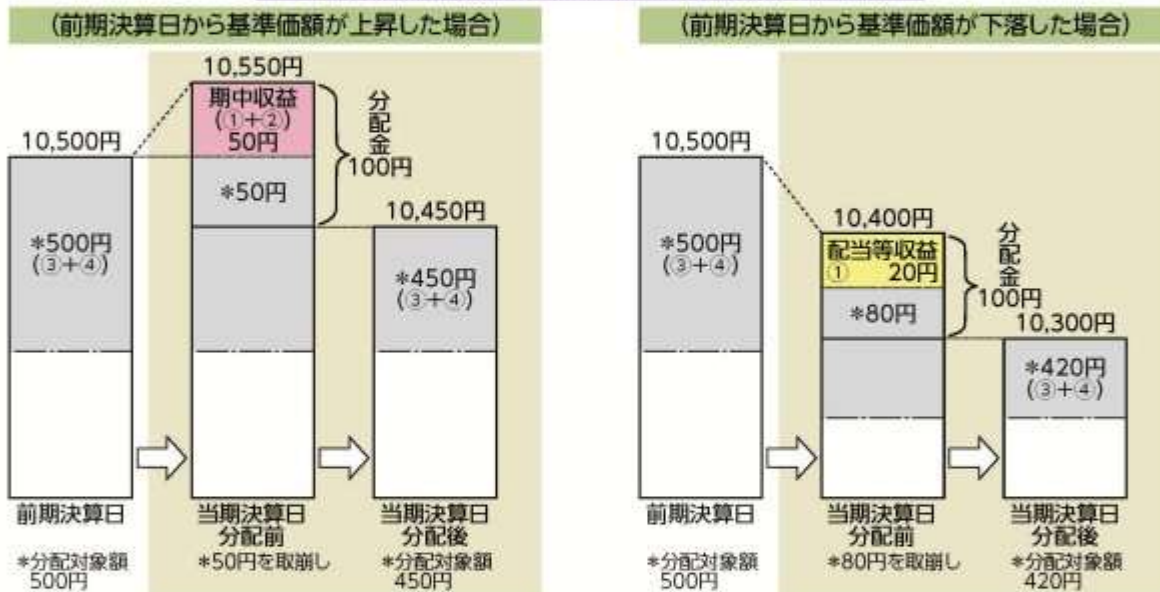 (前期決算日から基準価額が上昇した場合)
10,550円
期中収益
(①+②)
50円
分配金
100円
10,500円
*50円
10,450円
*500円
(③+④)
*450円
(③+④)
前期決算日
当期決算日
分配前
当期決算日
分配後
*分配対象額
500円
*50円を取崩し
*分配対象額
450円
(前期決算日から基準価額が下落した場合)
10,500円
10,400円
*500円
(③+④)
配当等収益
① 20円
分配金
100円
*80円
10,300円
*420円
(③+④)
前期決算日
当期決算日
分配前
当期決算日
分配後
*分配対象額
500円
*80円を取崩し
*分配対象額
420円